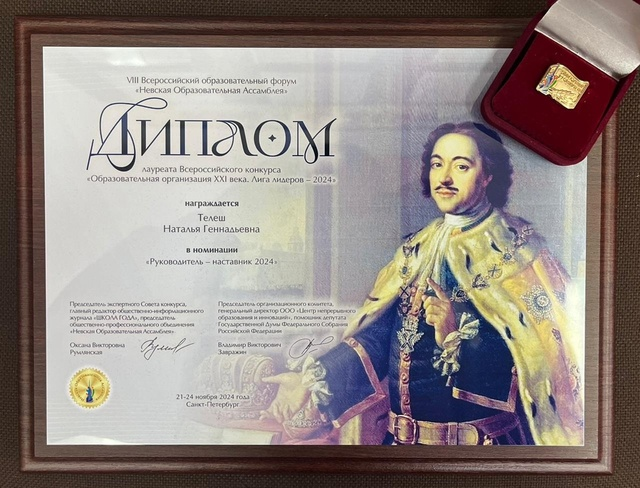 VIII Всероссийский образовательный форум
«Невская Образовательная Ассамблея»
ДИПЛОМ
лауреата Всероссийского конкурса
«Образовательная организация XXI века. Лига лидеров – 2024»
награждается
Телеш
Наталья Геннадьевна
в номинации
«Руководитель – наставник 2024»
Председатель экспертного Совета конкурса,
главный редактор общественно-информационного
журнала «ШКОЛА ГОДА», председатель
общественно-профессионального объединения
«Невская Образовательная Ассамблея»
Оксана Викторовна
Румлянская
Председатель организационного комитета,
генеральный директор ООО «Центр непрерывного
образования и инноваций», помощник депутата
Государственной Думы Федерального Собрания
Российской Федерации
Владимир Викторович
Завражин
21-24 ноября 2024 года
Санкт-Петербург